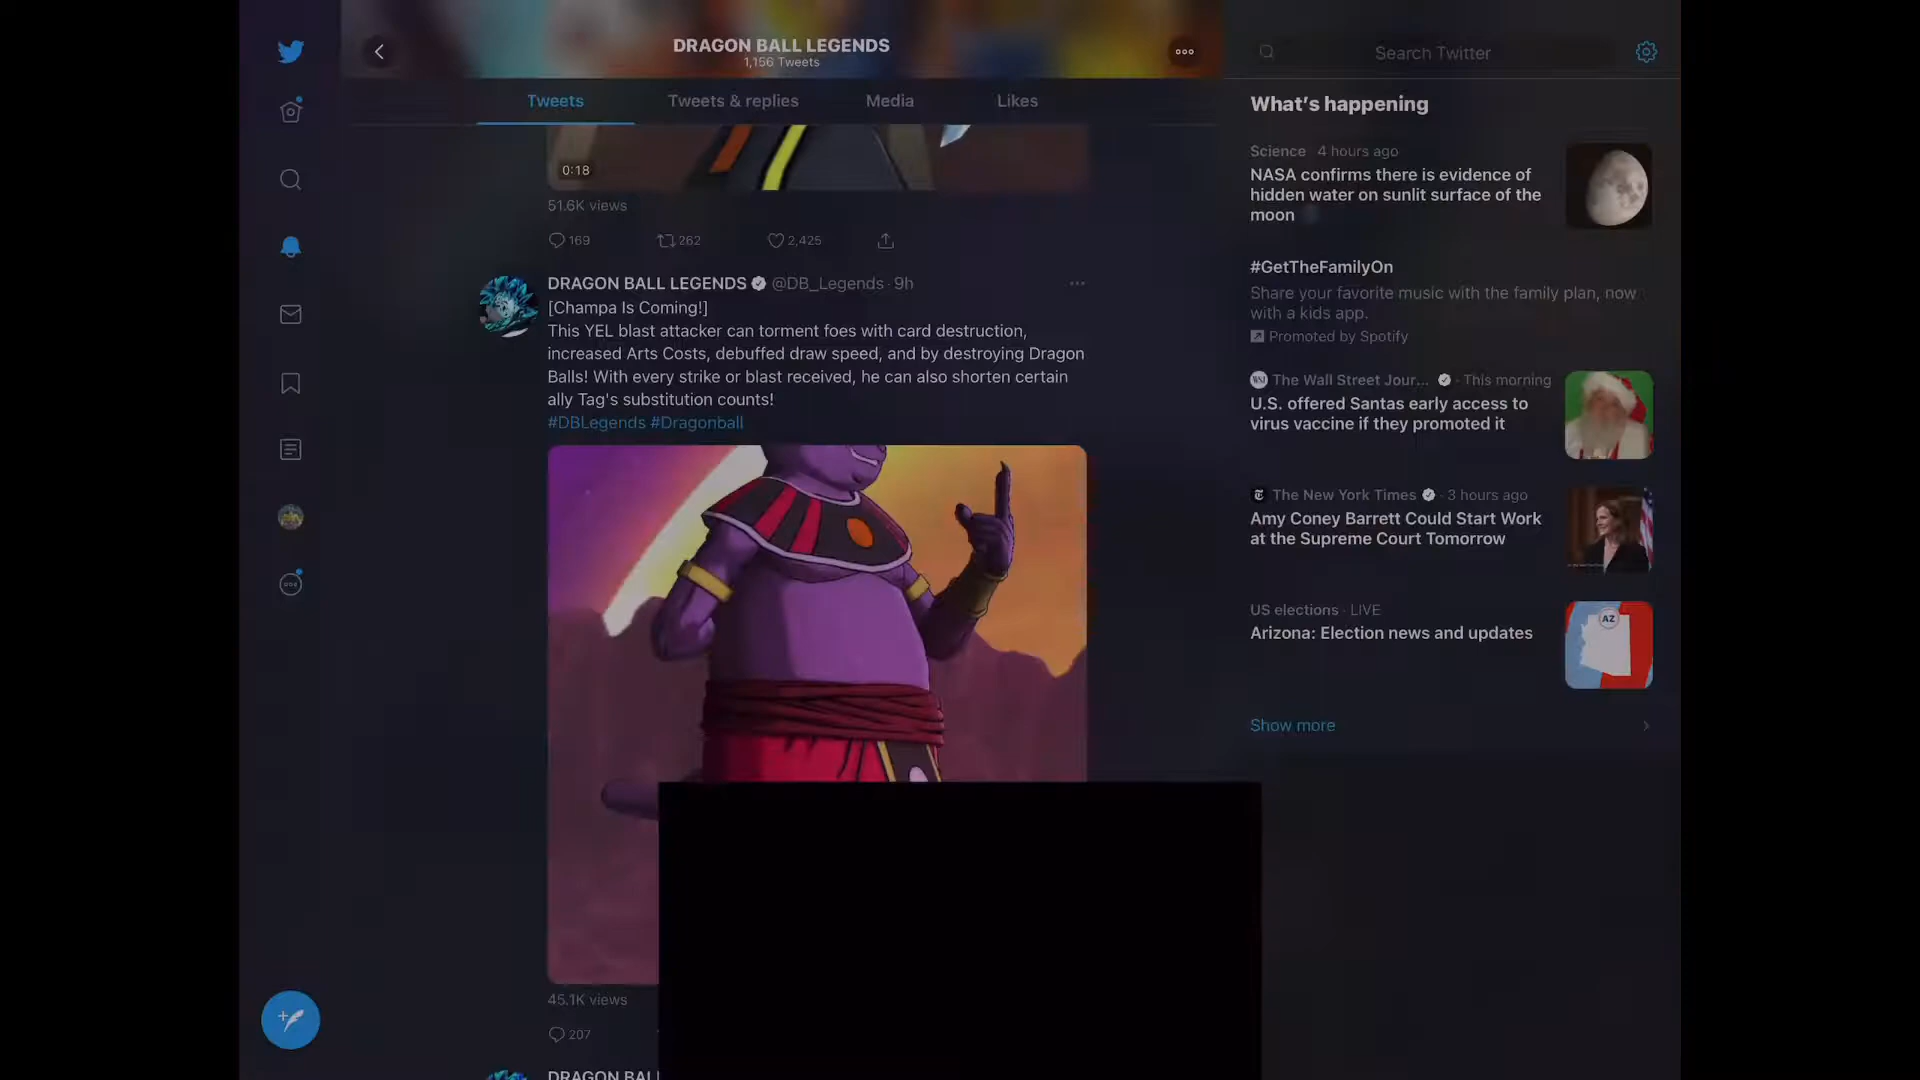 DRAGON BALL LEGENDS
1,156 Tweets
Search Twitter
Tweets
Tweets & replies
Media
Likes
0:18
51.6K views
169
262
2,425
DRAGON BALL LEGENDS @DB_Legends · 9h
[Champa Is Coming!]
This YEL blast attacker can torment foes with card destruction,
increased Arts Costs, debuffed draw speed, and by destroying Dragon
Balls! With every strike or blast received, he can also shorten certain
ally Tag's substitution counts!
#DBLegends #Dragonball
45.1K views
207
What's happening
Science 4 hours ago
NASA confirms there is evidence of
hidden water on sunlit surface of the
moon
#GetTheFamilyOn
Share your favorite music with the family plan, now
with a kids app.
Promoted by Spotify
WSJ The Wall Street Jour... · This morning
U.S. offered Santas early access to
virus vaccine if they promoted it
The New York Times · 3 hours ago
Amy Coney Barrett Could Start Work
at the Supreme Court Tomorrow
US elections · LIVE
Arizona: Election news and updates
AZ
Show more